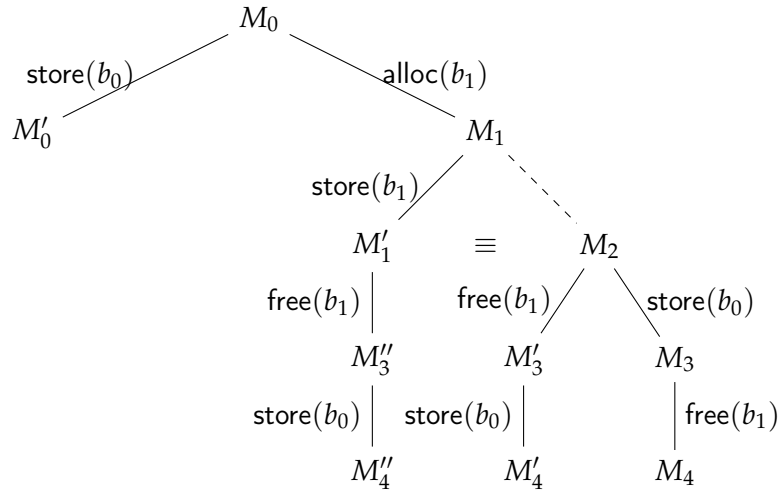 M₀
store(b₀) alloc(b₁)
M′₀ M₁
store(b₁)
M′₁ ≡ M₂
free(b₁) free(b₁) store(b₀)
M″₃ M′₃ M₃
store(b₀) store(b₀) free(b₁)
M″₄ M′₄ M₄